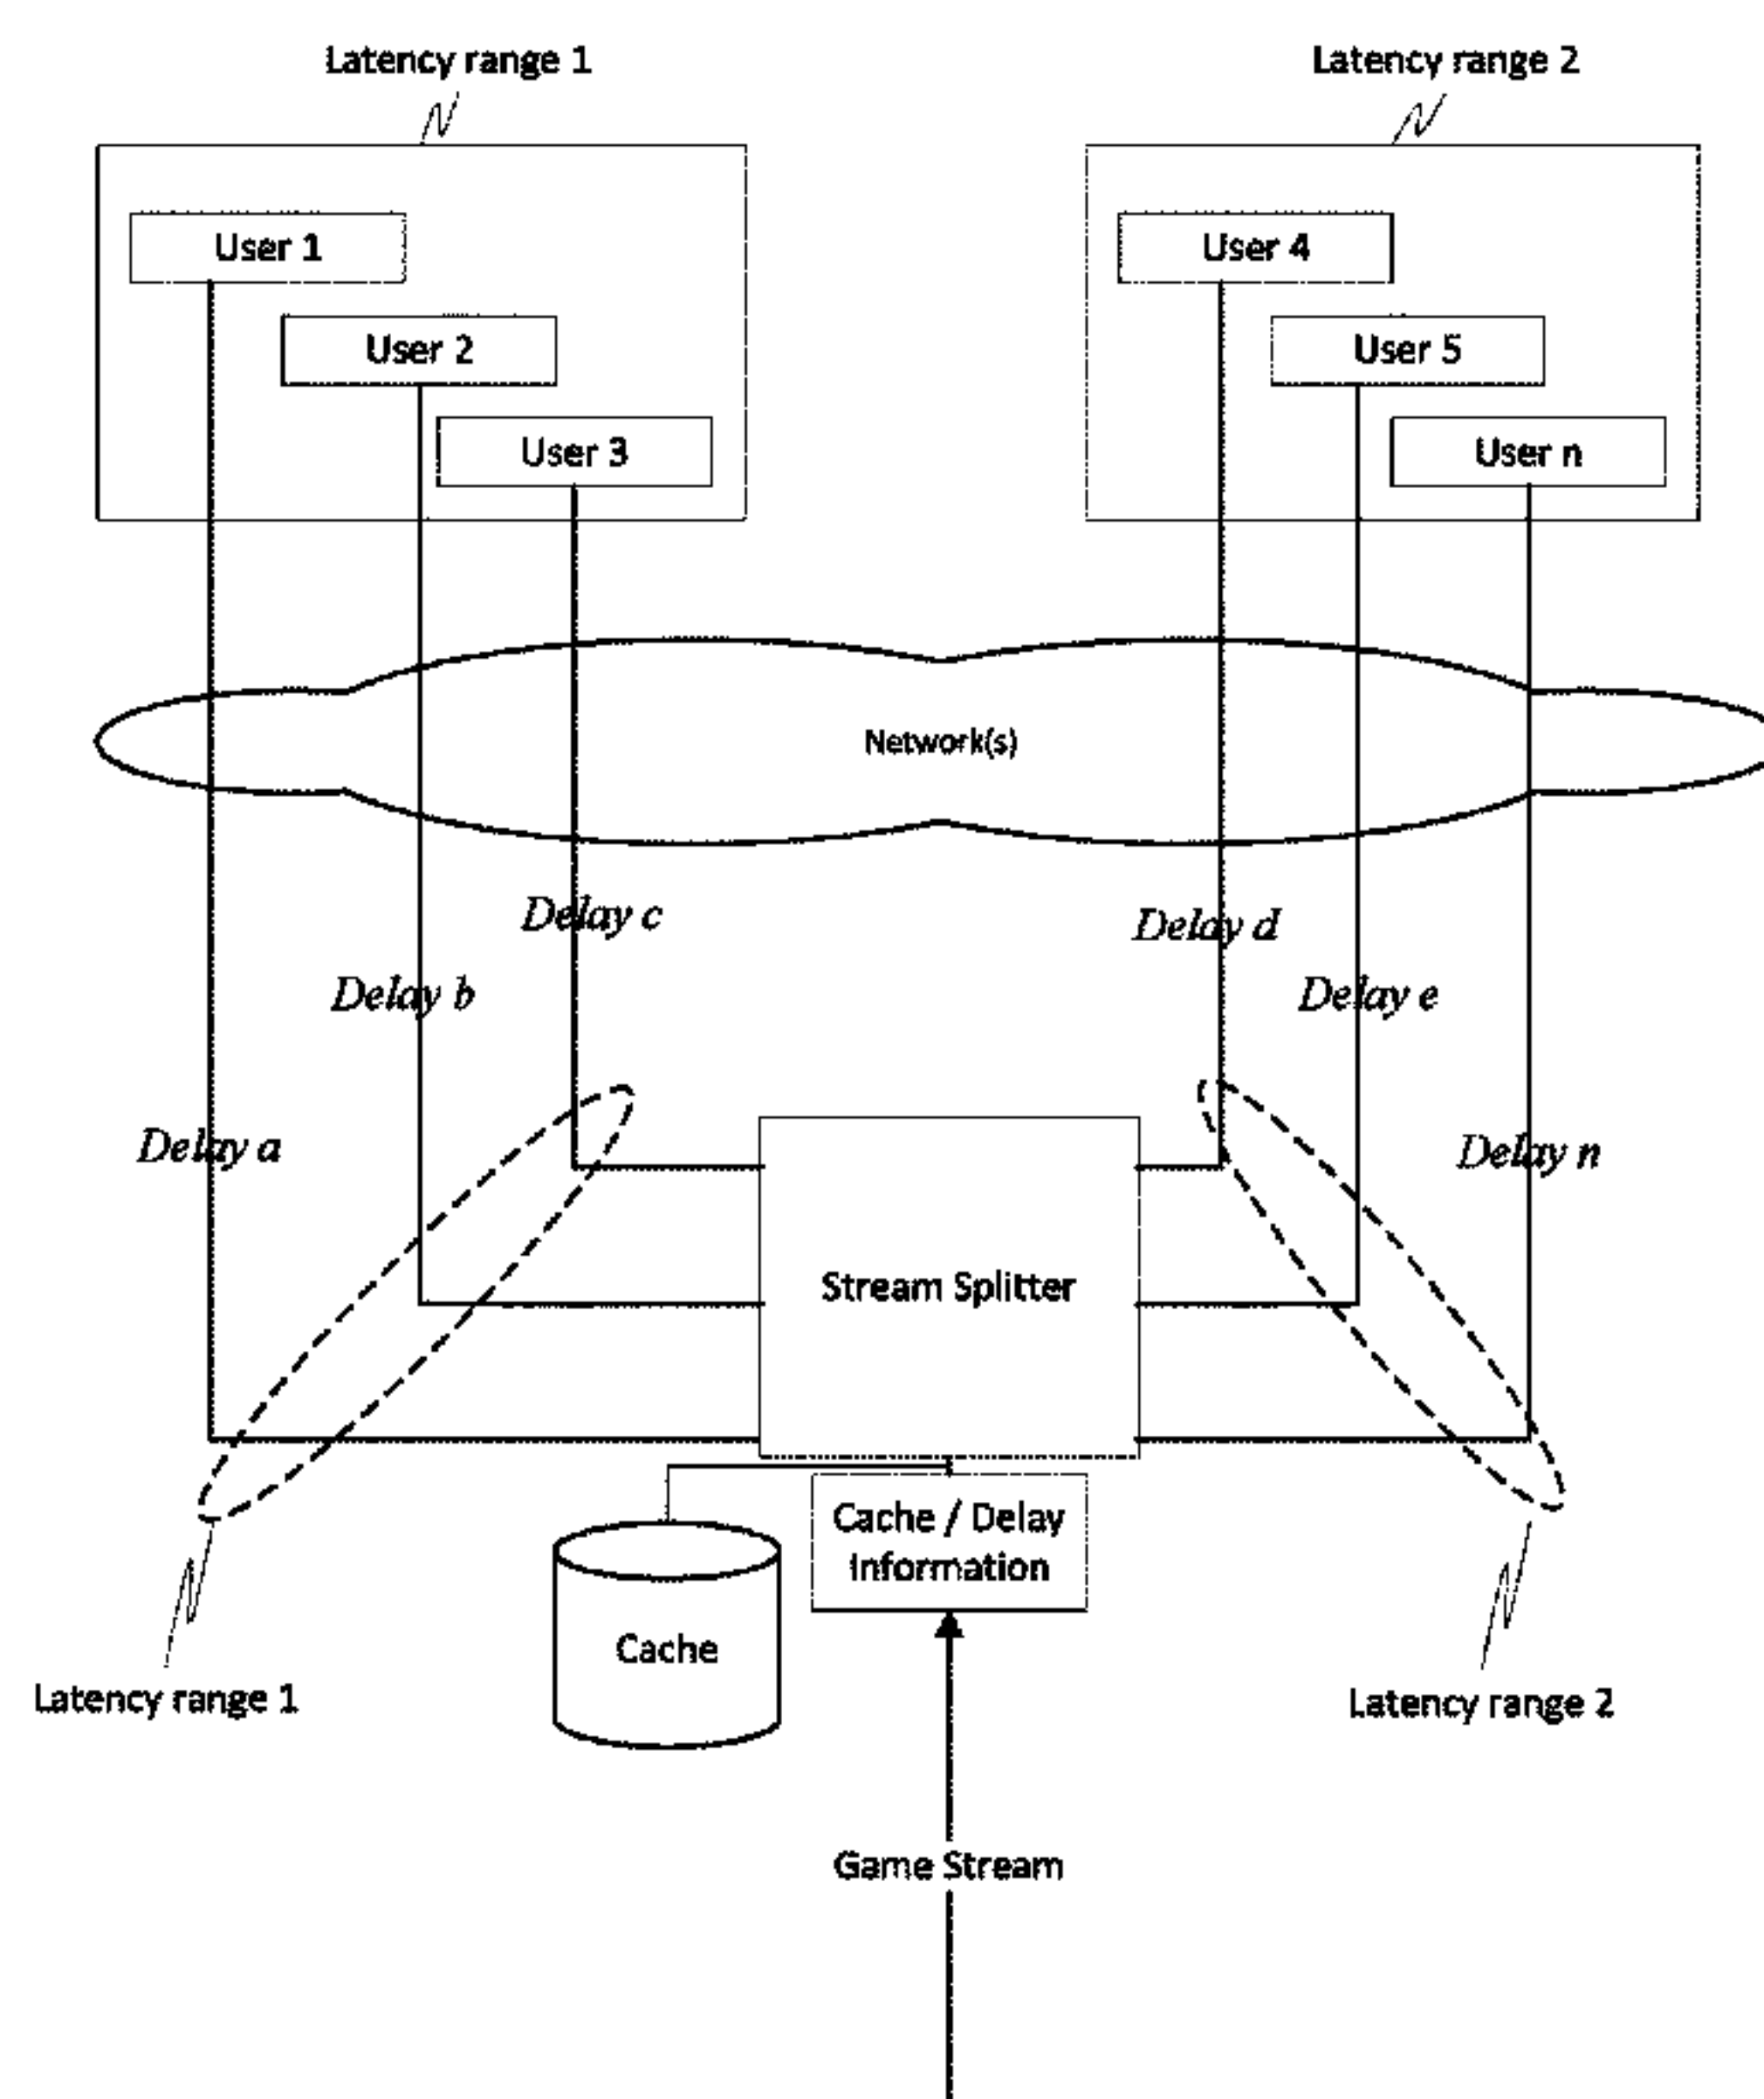 Latency range 1
Latency range 2
User 1
User 4
User 2
User 5
User 3
User n
Network(s)
Delay c
Delay d
Delay b
Delay e
Delay a
Delay n
Stream Splitter
Cache / Delay
Information
Cache
Latency range 1
Latency range 2
Game Stream